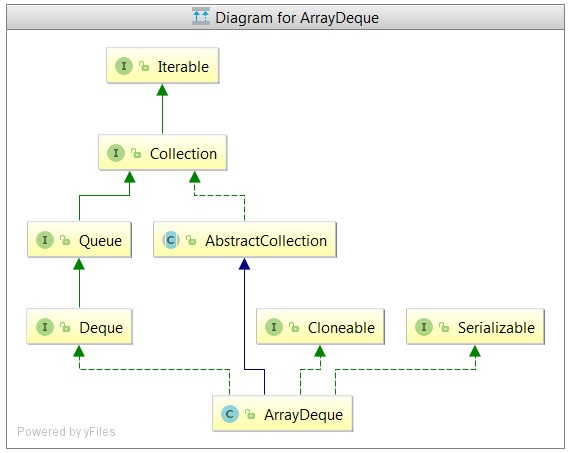 Diagram for ArrayDeque
I Iterable
I Collection
I Queue
C AbstractCollection
I Deque
I Cloneable
I Serializable
C ArrayDeque
Powered by yFiles